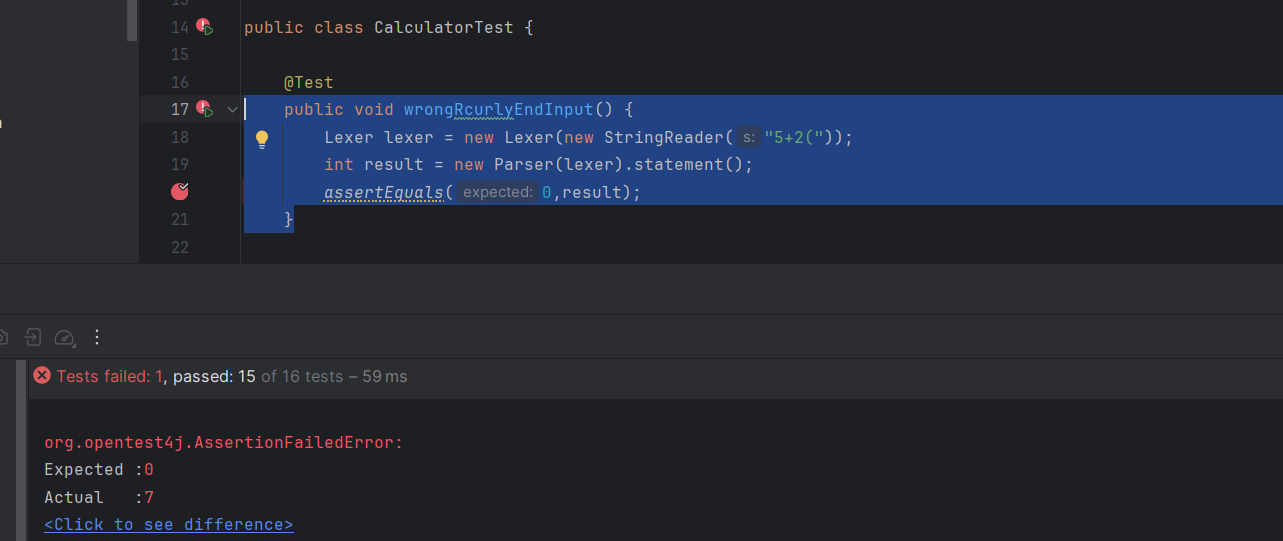 13
14 public class CalculatorTest {
15
16 @Test
17 public void wrongRcurlyEndInput() {
18 Lexer lexer = new Lexer(new StringReader( s: "5+2("));
19 int result = new Parser(lexer).statement();
assertEquals( expected: 0,result);
21 }
22
Tests failed: 1, passed: 15 of 16 tests – 59 ms
org.opentest4j.AssertionFailedError:
Expected :0
Actual :7
<Click to see difference>